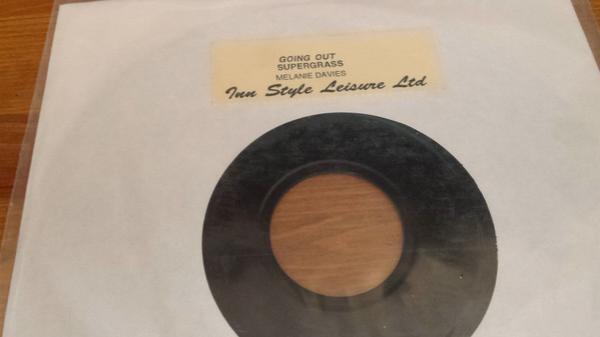 GOING OUT
SUPERGRASS
MELANIE DAVIES
Inn Style Leisure Ltd